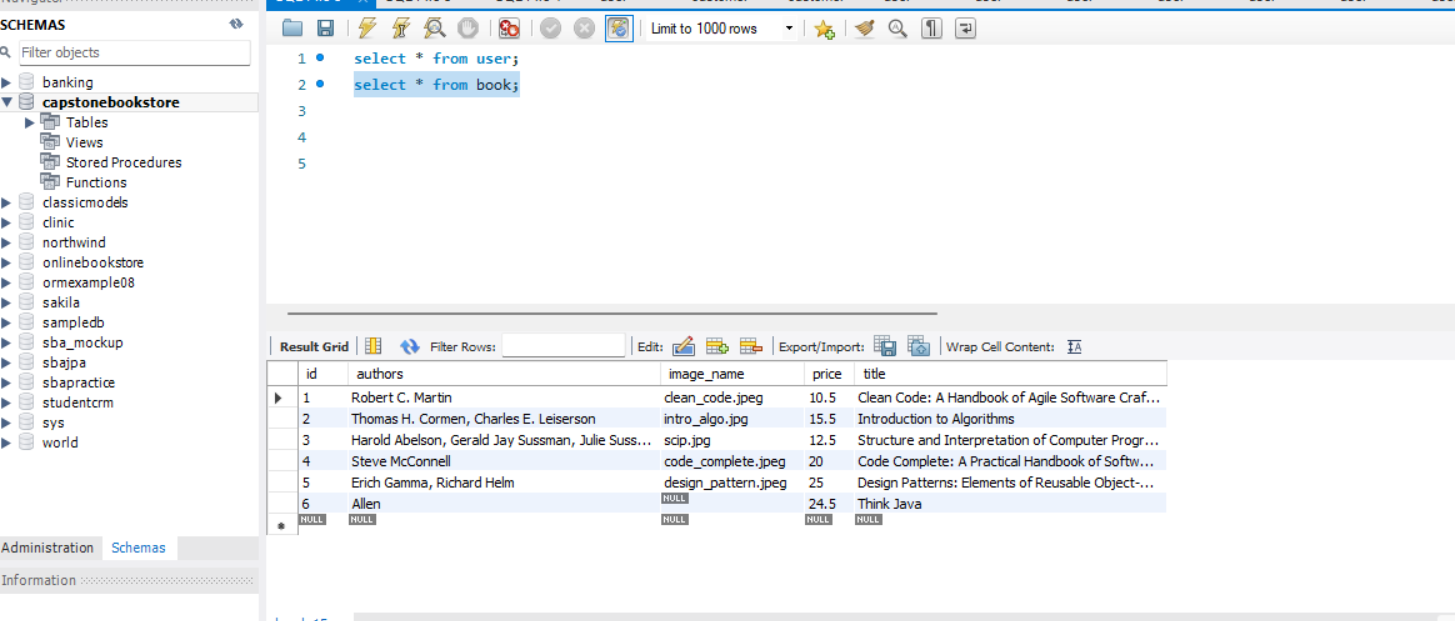 SCHEMAS
Filter objects
banking
capstonebookstore
Tables
Views
Stored Procedures
Functions
classicmodels
clinic
northwind
onlinebookstore
ormexample08
sakila
sampledb
sba_mockup
sbajpa
sbapractice
studentcrm
sys
world
Administration Schemas
Information
Limit to 1000 rows
1 select * from user;
2 select * from book;
3
4
5
Result Grid Filter Rows: Edit: Export/Import: Wrap Cell Content:
id authors image_name price title
1 Robert C. Martin clean_code.jpeg 10.5 Clean Code: A Handbook of Agile Software Craf...
2 Thomas H. Cormen, Charles E. Leiserson intro_algo.jpg 15.5 Introduction to Algorithms
3 Harold Abelson, Gerald Jay Sussman, Julie Suss... scip.jpg 12.5 Structure and Interpretation of Computer Progr...
4 Steve McConnell code_complete.jpeg 20 Code Complete: A Practical Handbook of Softw...
5 Erich Gamma, Richard Helm design_pattern.jpeg 25 Design Patterns: Elements of Reusable Object-...
6 Allen NULL 24.5 Think Java
NULL NULL NULL NULL NULL